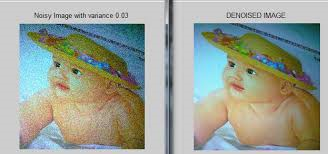 Noisy Image with variance 0.03
DENOISED IMAGE